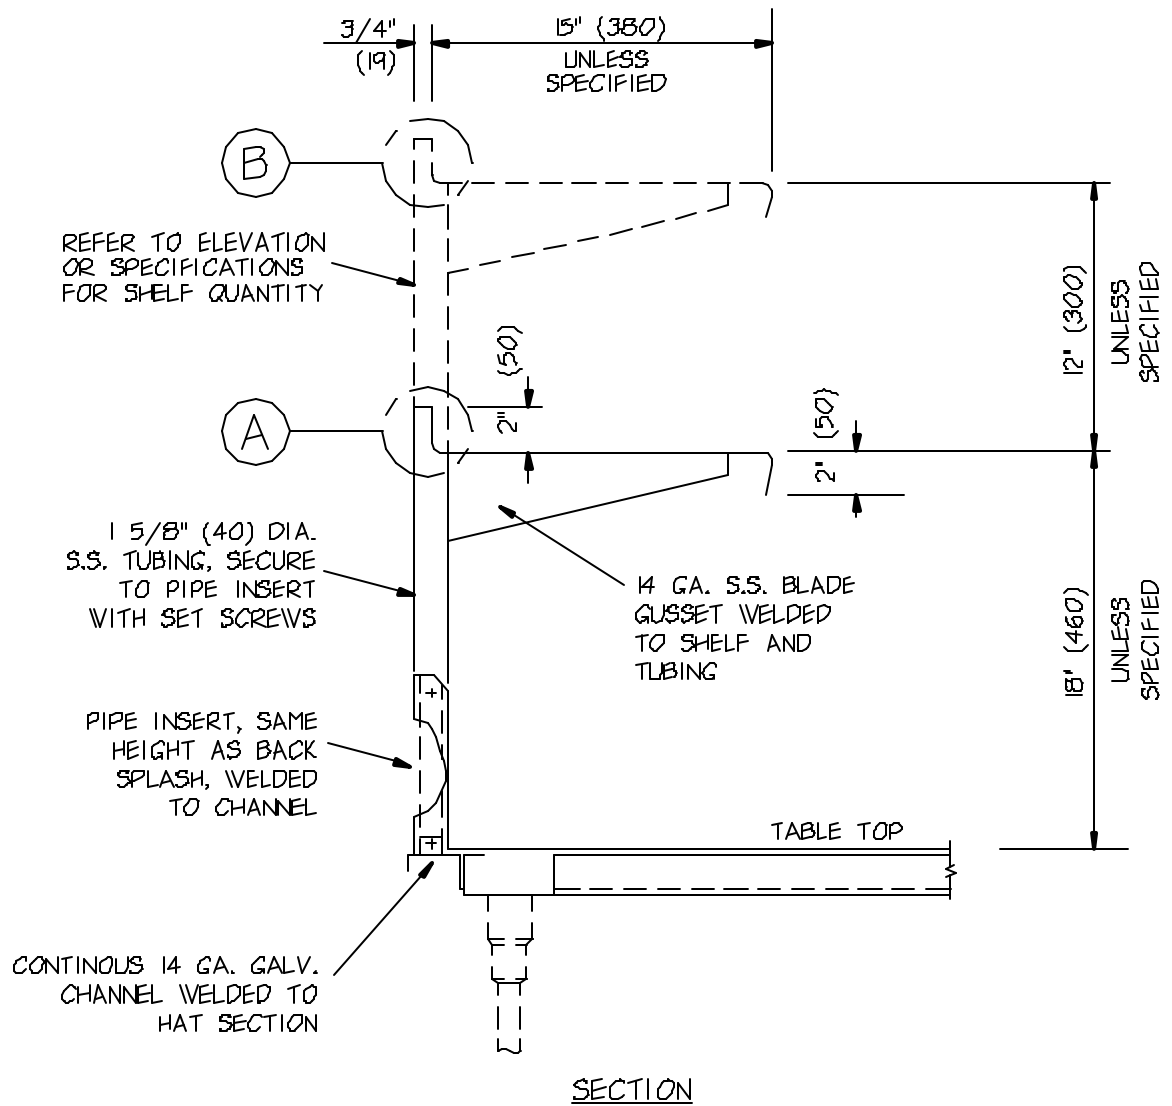 3/4"
(19)
15" (380)
UNLESS
SPECIFIED
B
REFER TO ELEVATION
OR SPECIFICATIONS
FOR SHELF QUANTITY
12" (300)
UNLESS
SPECIFIED
2"
(50)
2"
(50)
A
1 5/8" (40) DIA.
S.S. TUBING, SECURE
TO PIPE INSERT
WITH SET SCREWS
14 GA. S.S. BLADE
GUSSET WELDED
TO SHELF AND
TUBING
18" (460)
UNLESS
SPECIFIED
PIPE INSERT, SAME
HEIGHT AS BACK
SPLASH, WELDED
TO CHANNEL
TABLE TOP
CONTINOUS 14 GA. GALV.
CHANNEL WELDED TO
HAT SECTION
SECTION